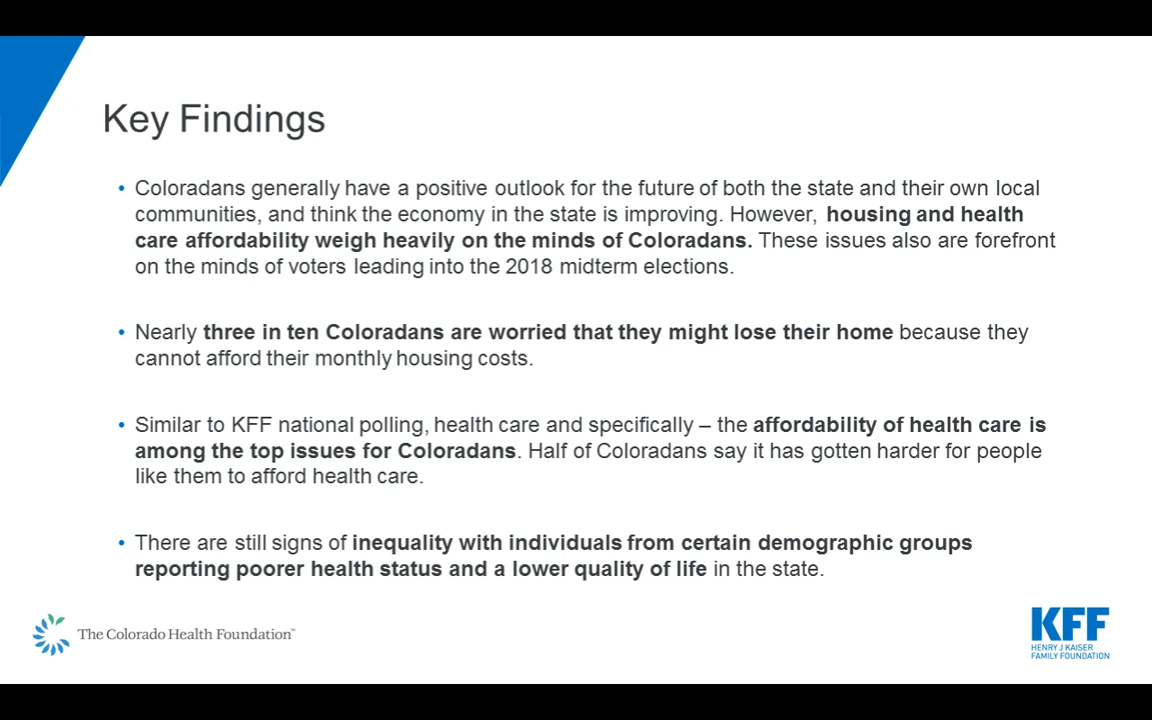 Key Findings
• Coloradans generally have a positive outlook for the future of both the state and their own local
communities, and think the economy in the state is improving. However, housing and health
care affordability weigh heavily on the minds of Coloradans. These issues also are forefront
on the minds of voters leading into the 2018 midterm elections.
• Nearly three in ten Coloradans are worried that they might lose their home because they
cannot afford their monthly housing costs.
• Similar to KFF national polling, health care and specifically – the affordability of health care is
among the top issues for Coloradans. Half of Coloradans say it has gotten harder for people
like them to afford health care.
• There are still signs of inequality with individuals from certain demographic groups
reporting poorer health status and a lower quality of life in the state.
The Colorado Health Foundation™
KFF
HENRY J KAISER
FAMILY FOUNDATION